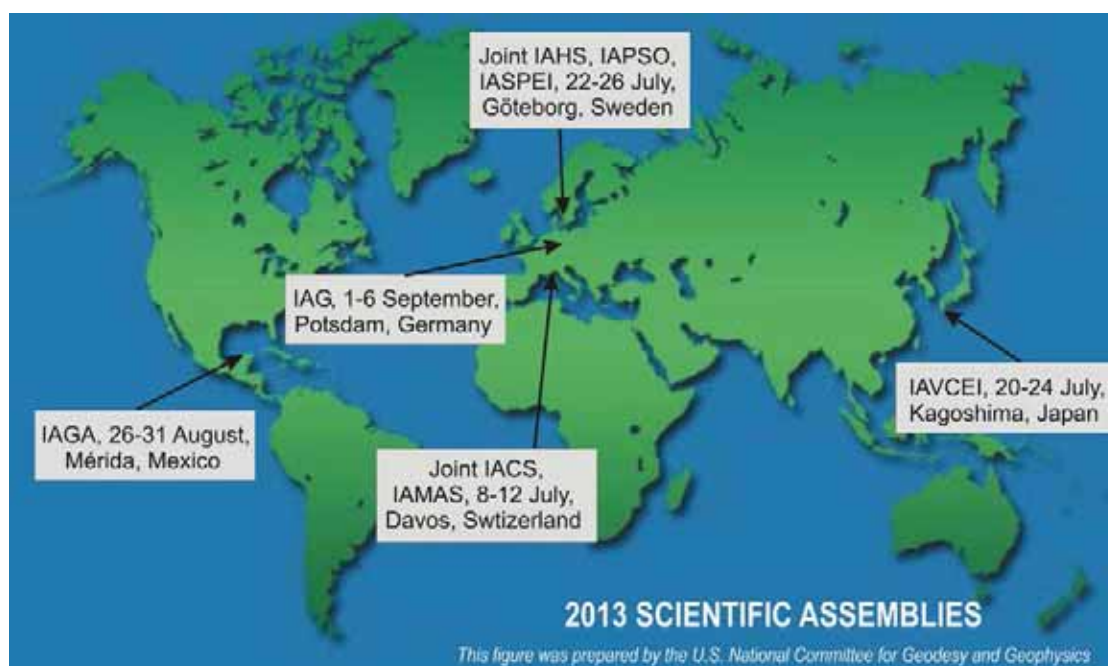 Joint IAHS, IAPSO,
IASPEI, 22-26 July,
Göteborg, Sweden
IAG, 1-6 September,
Potsdam, Germany
IAVCEI, 20-24 July,
Kagoshima, Japan
IAGA, 26-31 August,
Mérida, Mexico
Joint IACS,
IAMAS, 8-12 July,
Davos, Swtizerland
2013 SCIENTIFIC ASSEMBLIES
This figure was prepared by the U.S. National Committee for Geodesy and Geophysics